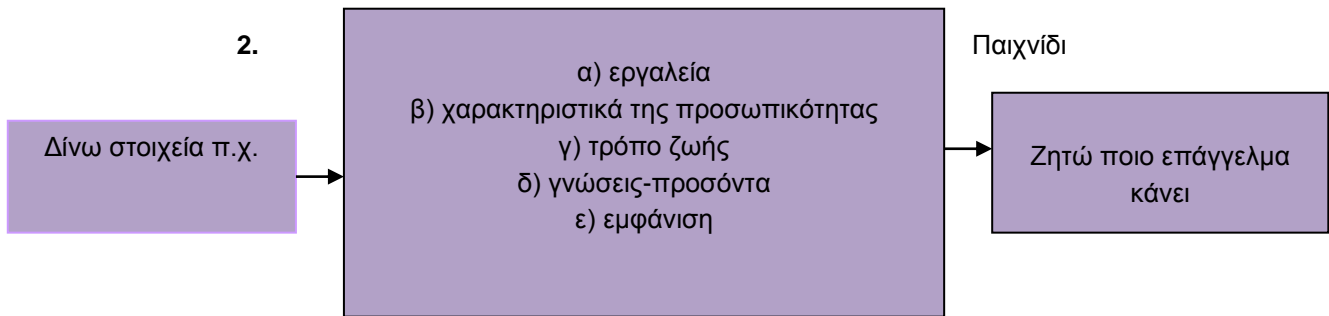 2.
Παιχνίδι
Δίνω στοιχεία π.χ.
α) εργαλεία
β) χαρακτηριστικά της προσωπικότητας
γ) τρόπο ζωής
δ) γνώσεις-προσόντα
ε) εμφάνιση
Ζητώ ποιο επάγγελμα
κάνει